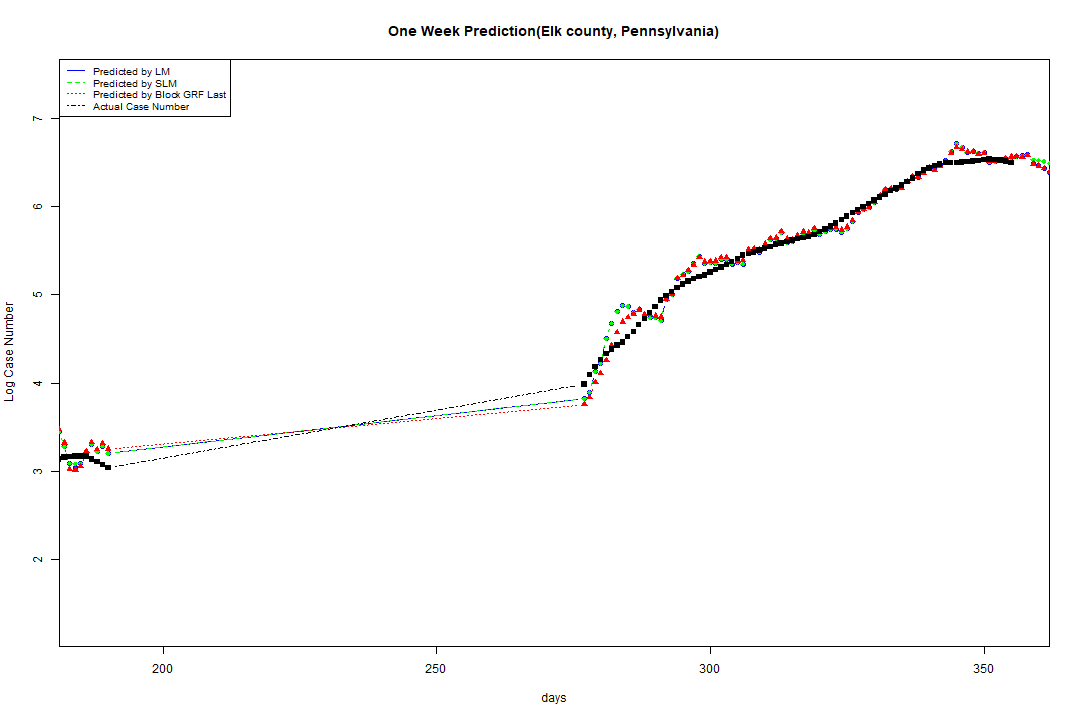 One Week Prediction(Elk county, Pennsylvania)
Predicted by LM
Predicted by SLM
Predicted by Block GRF Last
Actual Case Number
7
6
5
4
3
2
Log Case Number
200
250
300
350
days